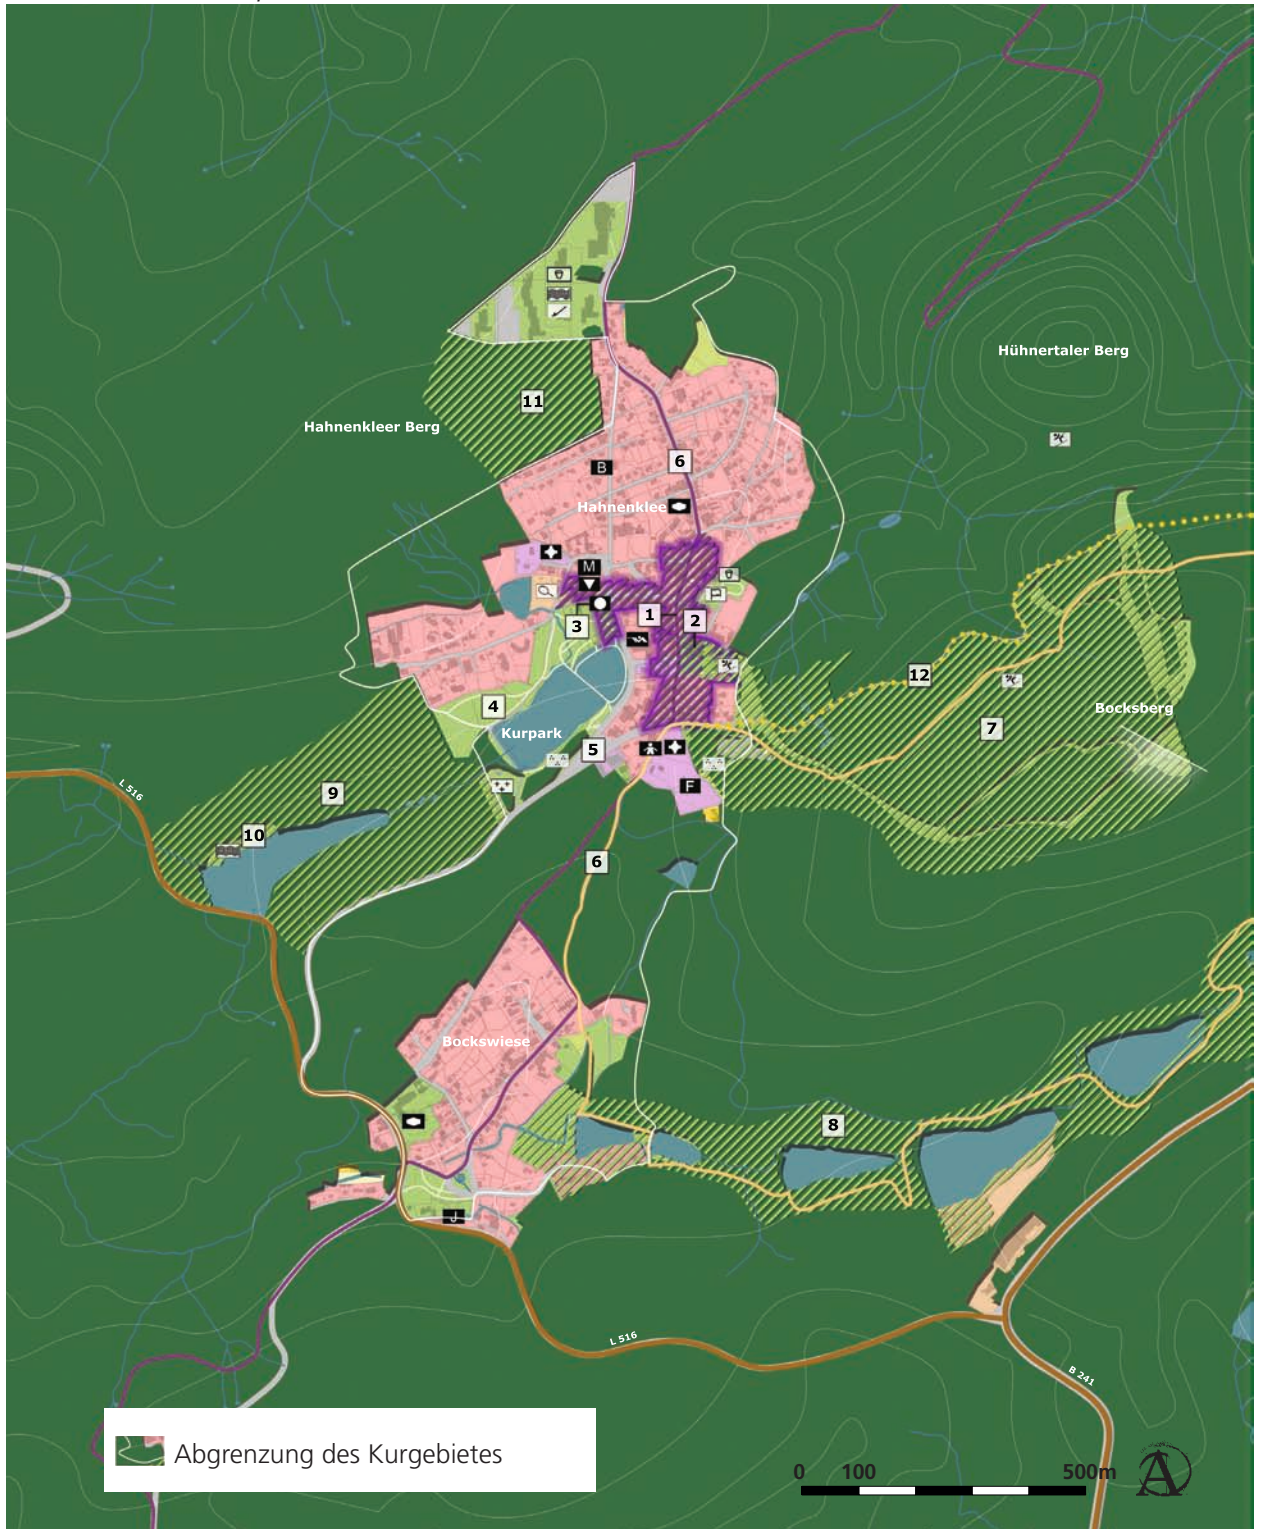 Hühnertaler Berg
11
Hahnenkleer Berg
6
B
Hahnenklee
M
1
2
3
12
4
Bocksberg
7
Kurpark
5
F
L 516
9
10
6
Bockswiese
8
J
L 516
B 241
Abgrenzung des Kurgebietes
0 100 500m
A